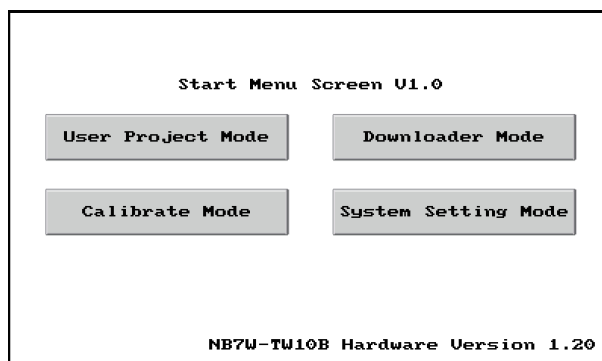 Start Menu Screen V1.0
User Project Mode
Downloader Mode
Calibrate Mode
System Setting Mode
NB7W-TW10B Hardware Version 1.20